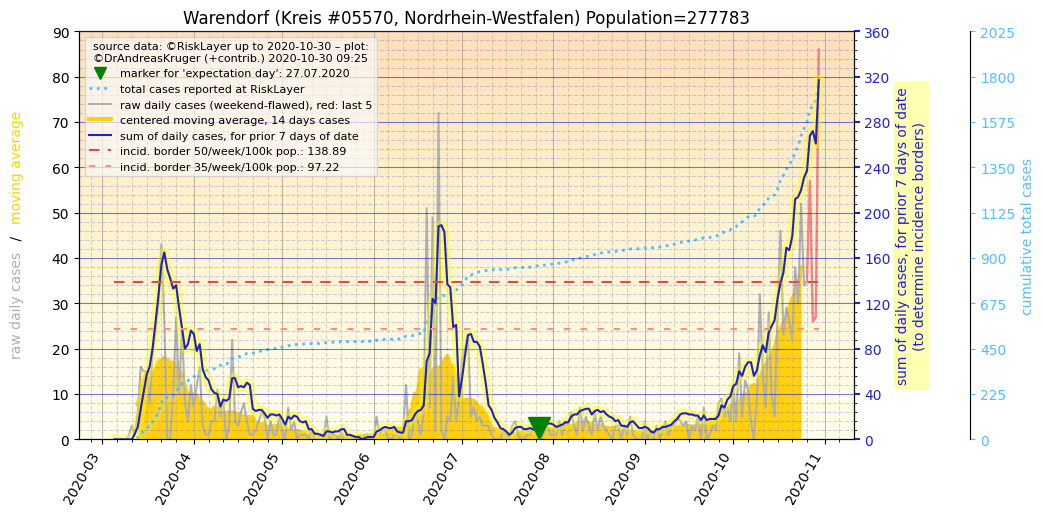 Warendorf (Kreis #05570, Nordrhein-Westfalen) Population=277783
source data: ©RiskLayer up to 2020-10-30 – plot:
©DrAndreasKruger (+contrib.) 2020-10-30 09:25
marker for 'expectation day': 27.07.2020
total cases reported at RiskLayer
raw daily cases (weekend-flawed), red: last 5
centered moving average, 14 days cases
sum of daily cases, for prior 7 days of date
incid. border 50/week/100k pop.: 138.89
incid. border 35/week/100k pop.: 97.22
raw daily cases / moving average
90
80
70
60
50
40
30
20
10
0
2020-03
2020-04
2020-05
2020-06
2020-07
2020-08
2020-09
2020-10
2020-11
360
320
280
240
200
160
120
80
40
0
sum of daily cases, for prior 7 days of date
(to determine incidence borders)
2025
1800
1575
1350
1125
900
675
450
225
0
cumulative total cases